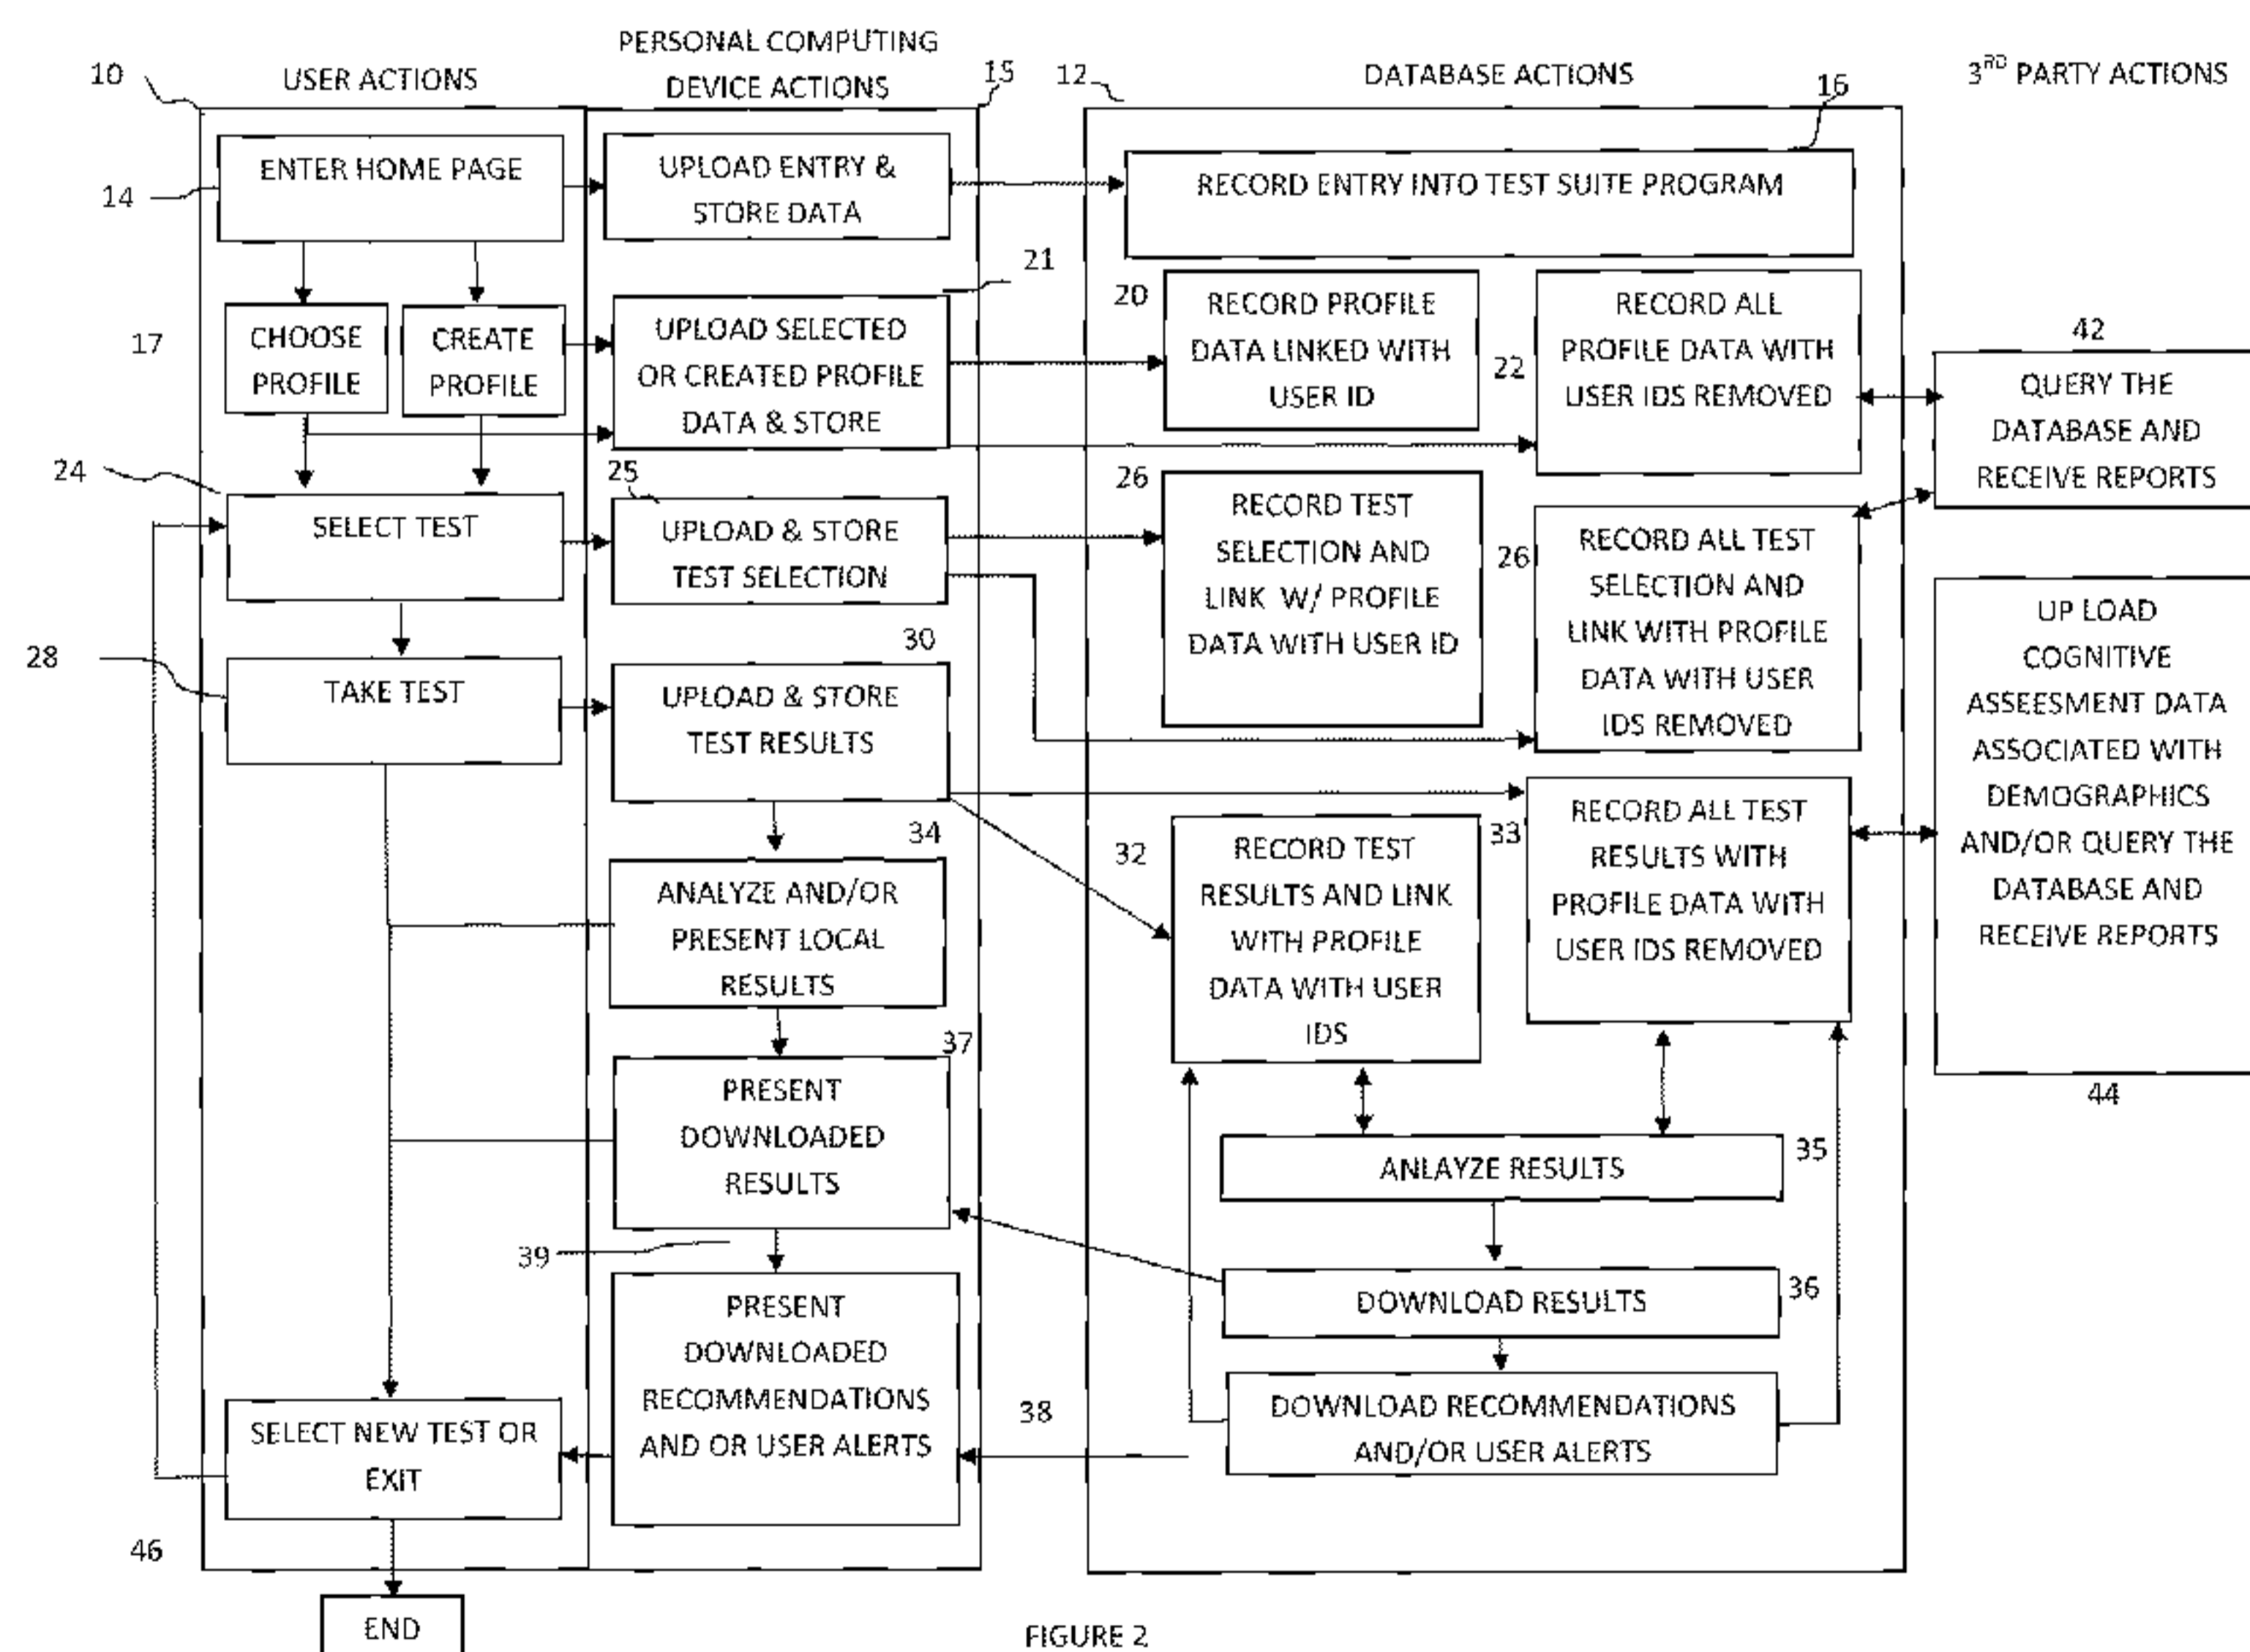 10
USER ACTIONS
PERSONAL COMPUTING
DEVICE ACTIONS
15
12
DATABASE ACTIONS
3RD PARTY ACTIONS
14
ENTER HOME PAGE
UPLOAD ENTRY &
STORE DATA
16
RECORD ENTRY INTO TEST SUITE PROGRAM
17
CHOOSE
PROFILE
CREATE
PROFILE
21
UPLOAD SELECTED
OR CREATED PROFILE
DATA & STORE
20
RECORD PROFILE
DATA LINKED WITH
USER ID
22
RECORD ALL
PROFILE DATA WITH
USER IDS REMOVED
42
QUERY THE
DATABASE AND
RECEIVE REPORTS
24
SELECT TEST
25
UPLOAD & STORE
TEST SELECTION
26
RECORD TEST
SELECTION AND
LINK W/ PROFILE
DATA WITH USER ID
26
RECORD ALL TEST
SELECTION AND
LINK WITH PROFILE
DATA WITH USER
IDS REMOVED
UP LOAD
COGNITIVE
ASSEESMENT DATA
ASSOCIATED WITH
DEMOGRAPHICS
AND/OR QUERY THE
DATABASE AND
RECEIVE REPORTS
44
28
TAKE TEST
30
UPLOAD & STORE
TEST RESULTS
34
ANALYZE AND/OR
PRESENT LOCAL
RESULTS
32
RECORD TEST
RESULTS AND LINK
WITH PROFILE
DATA WITH USER
IDS
33
RECORD ALL TEST
RESULTS WITH
PROFILE DATA WITH
USER IDS REMOVED
37
PRESENT
DOWNLOADED
RESULTS
35
ANLAYZE RESULTS
39
36
DOWNLOAD RESULTS
PRESENT
DOWNLOADED
RECOMMENDATIONS
AND OR USER ALERTS
38
DOWNLOAD RECOMMENDATIONS
AND/OR USER ALERTS
SELECT NEW TEST OR
EXIT
46
END
FIGURE 2